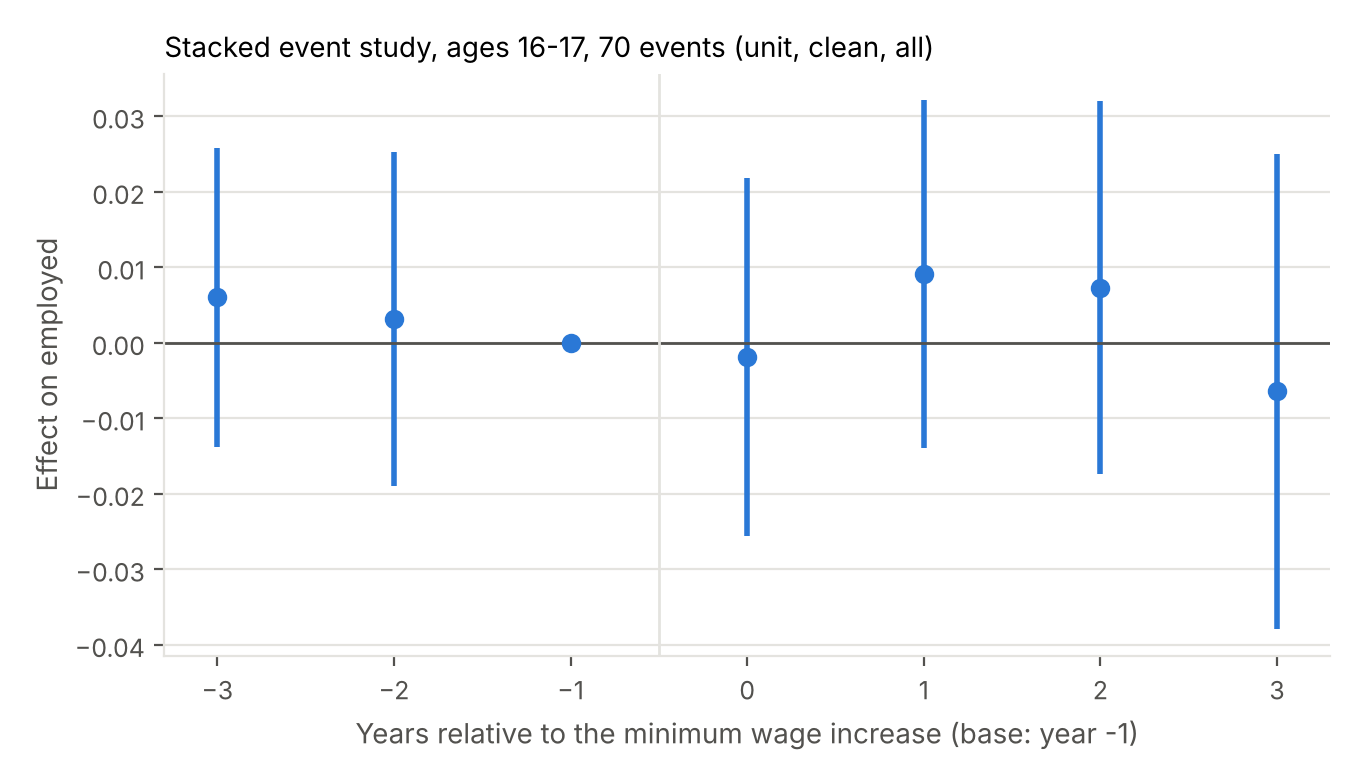 Stacked event study, ages 16-17, 70 events (unit, clean, all)
Effect on employed
0.03
0.02
0.01
0.00
−0.01
−0.02
−0.03
−0.04
−3 −2 −1 0 1 2 3
Years relative to the minimum wage increase (base: year -1)